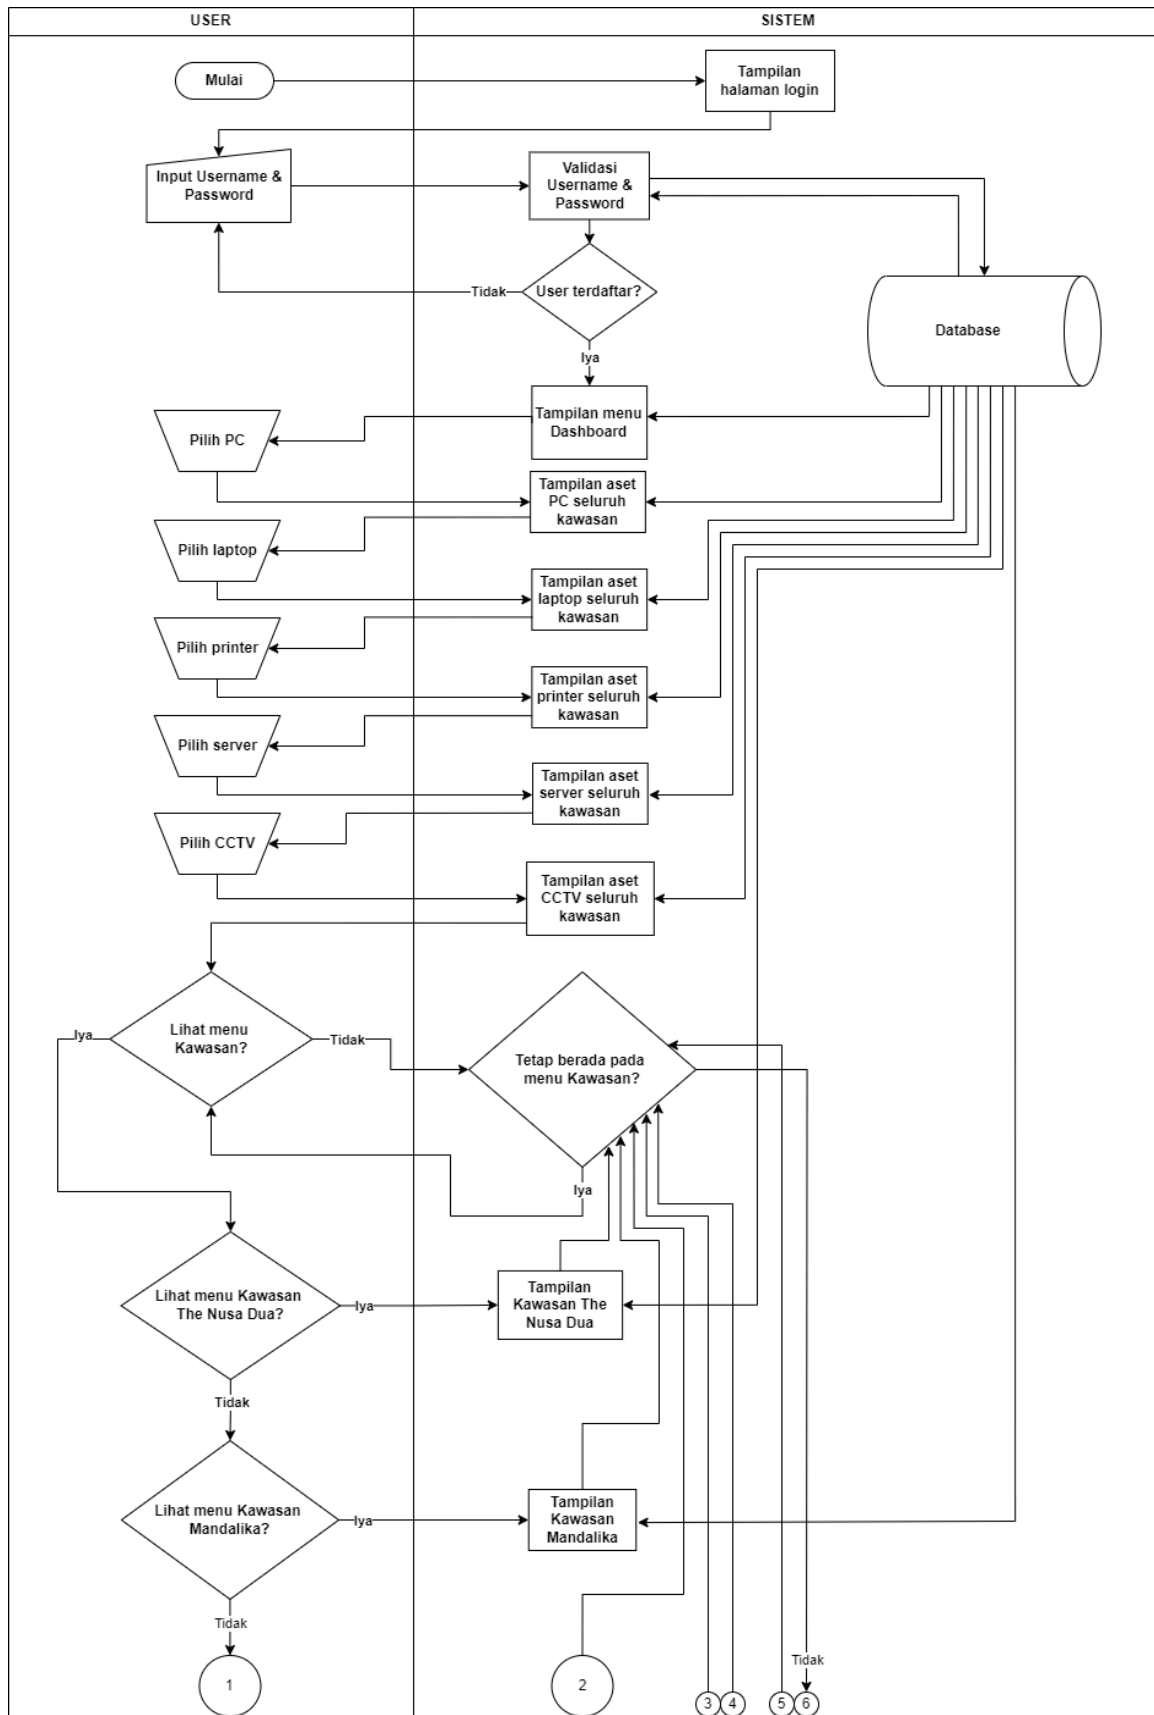 USER
SISTEM
Mulai
Tampilan
halaman login
Input Username &
Password
Validasi
Username &
Password
Tidak
User terdaftar?
Database
Iya
Tampilan menu
Dashboard
Pilih PC
Tampilan aset
PC seluruh
kawasan
Pilih laptop
Tampilan aset
laptop seluruh
kawasan
Pilih printer
Tampilan aset
printer seluruh
kawasan
Pilih server
Tampilan aset
server seluruh
kawasan
Pilih CCTV
Tampilan aset
CCTV seluruh
kawasan
Iya
Lihat menu
Kawasan?
Tidak
Tetap berada pada
menu Kawasan?
Iya
Lihat menu Kawasan
The Nusa Dua?
Iya
Tampilan
Kawasan The
Nusa Dua
Tidak
Lihat menu Kawasan
Mandalika?
Iya
Tampilan
Kawasan
Mandalika
Tidak
Tidak
1
2
3
4
5
6